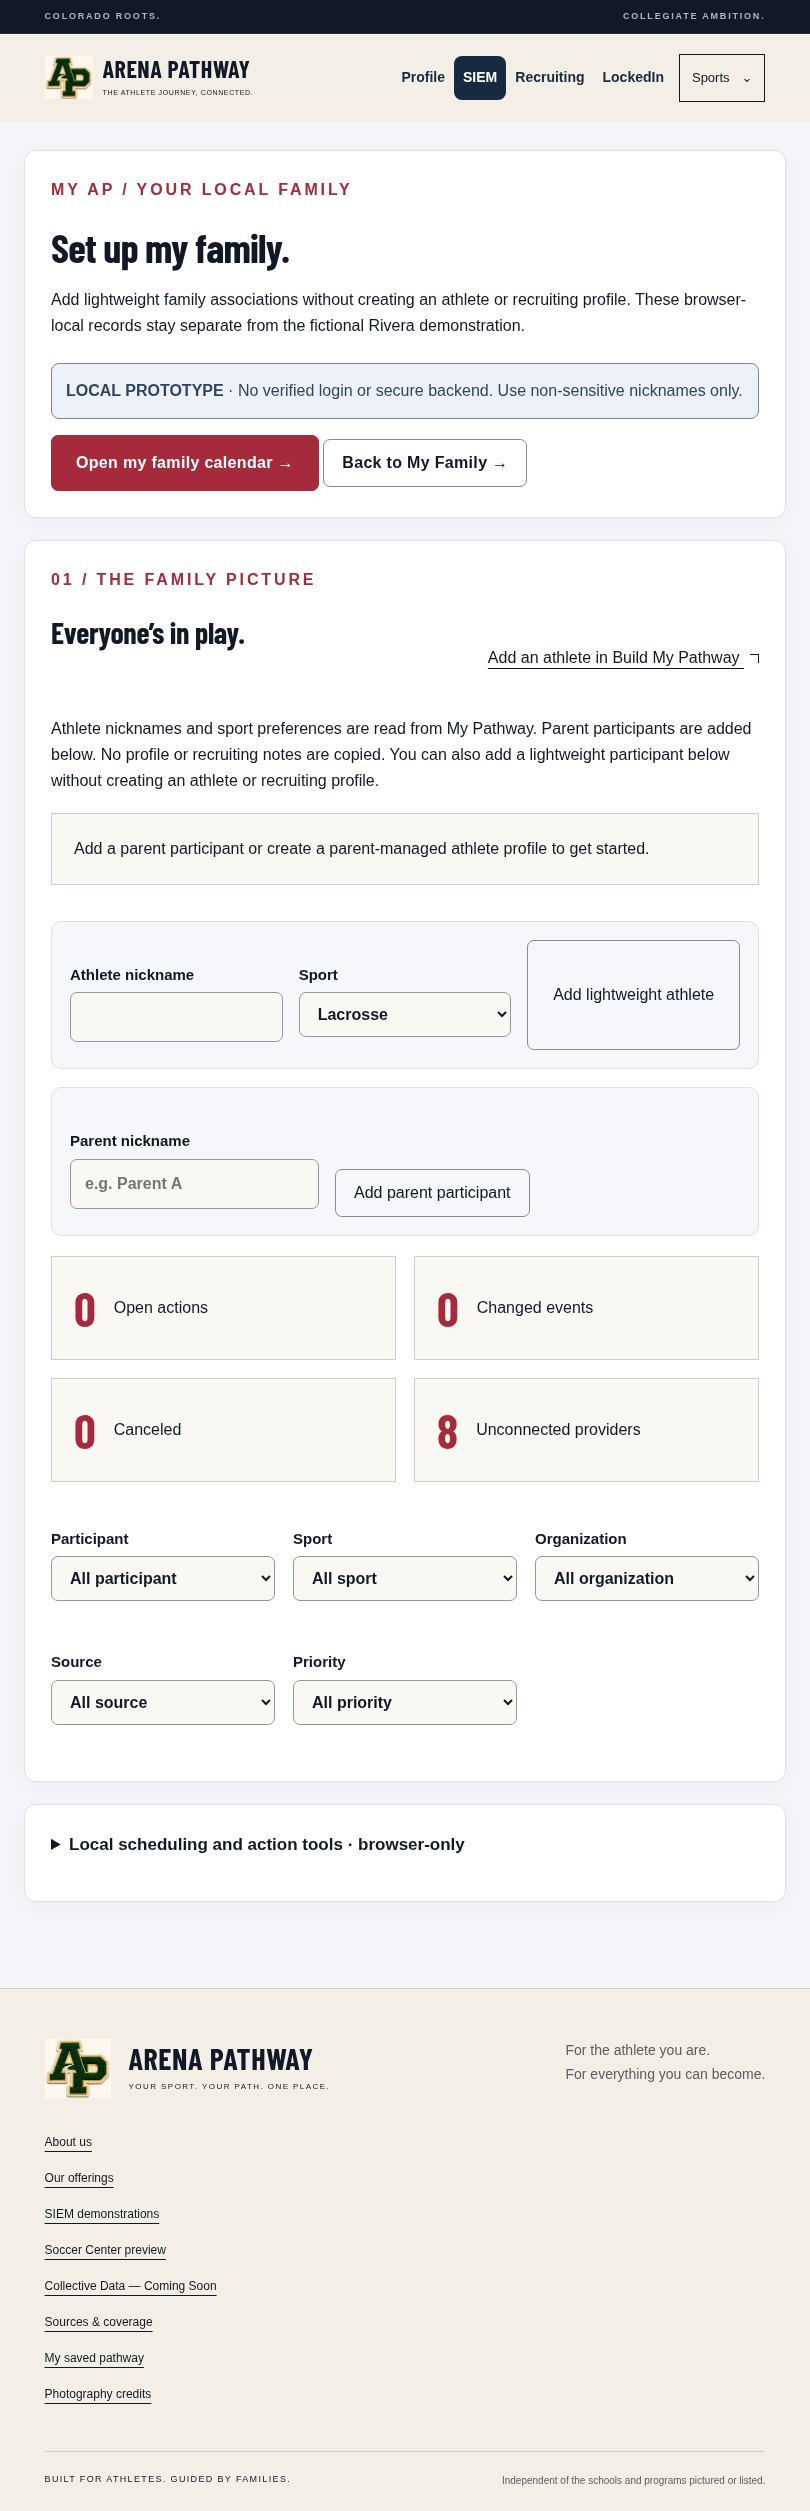 COLORADO ROOTS.
COLLEGIATE AMBITION.
AP
ARENA PATHWAY
THE ATHLETE JOURNEY, CONNECTED.
Profile
SIEM
Recruiting
LockedIn
Sports
MY AP / YOUR LOCAL FAMILY
Set up my family.
Add lightweight family associations without creating an athlete or recruiting profile. These browser-
local records stay separate from the fictional Rivera demonstration.
LOCAL PROTOTYPE · No verified login or secure backend. Use non-sensitive nicknames only.
Open my family calendar →
Back to My Family →
01 / THE FAMILY PICTURE
Everyone’s in play.
Add an athlete in Build My Pathway
Athlete nicknames and sport preferences are read from My Pathway. Parent participants are added
below. No profile or recruiting notes are copied. You can also add a lightweight participant below
without creating an athlete or recruiting profile.
Add a parent participant or create a parent-managed athlete profile to get started.
Athlete nickname
Sport
Lacrosse
Add lightweight athlete
Parent nickname
e.g. Parent A
Add parent participant
0 Open actions
0 Changed events
0 Canceled
8 Unconnected providers
Participant
Sport
Organization
All participant
All sport
All organization
Source
Priority
All source
All priority
Local scheduling and action tools · browser-only
AP
ARENA PATHWAY
YOUR SPORT. YOUR PATH. ONE PLACE.
For the athlete you are.
For everything you can become.
About us
Our offerings
SIEM demonstrations
Soccer Center preview
Collective Data — Coming Soon
Sources & coverage
My saved pathway
Photography credits
BUILT FOR ATHLETES. GUIDED BY FAMILIES.
Independent of the schools and programs pictured or listed.